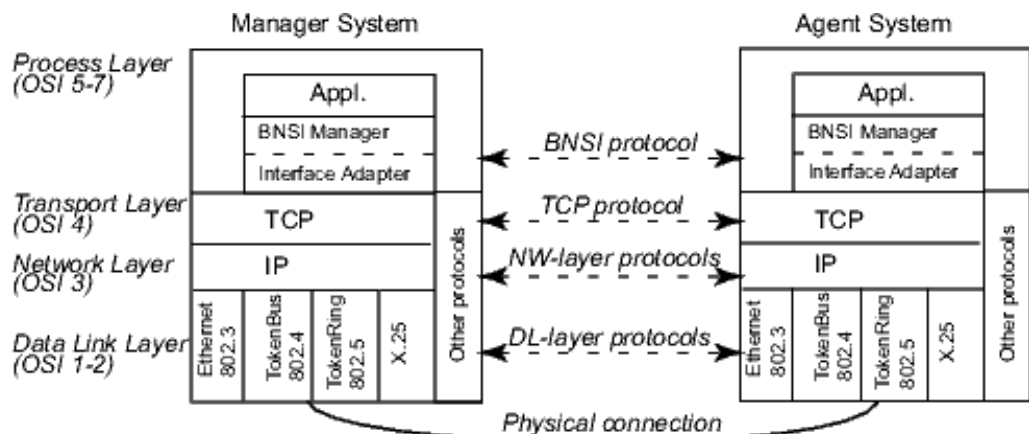 Manager System
Agent System
Process Layer
(OSI 5-7)
Appl.
BNSI Manager
Interface Adapter
BNSI protocol
Appl.
BNSI Manager
Interface Adapter
Transport Layer
(OSI 4)
TCP
TCP protocol
TCP
Network Layer
(OSI 3)
IP
NW-layer protocols
IP
Data Link Layer
(OSI 1-2)
Ethernet
802.3
TokenBus
802.4
TokenRing
802.5
X.25
Other protocols
DL-layer protocols
Ethernet
802.3
TokenBus
802.4
TokenRing
802.5
X.25
Other protocols
Physical connection